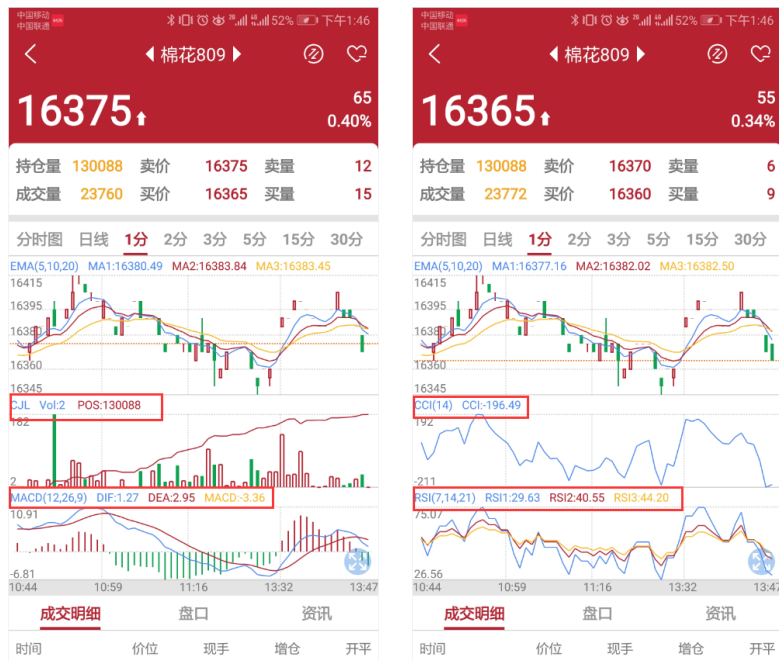 中国移动
中国联通
52% 下午1:46
棉花809
16375
65
0.40%
持仓量 130088 卖价 16375 卖量 12
成交量 23760 买价 16365 买量 15
分时图 日线 1分 2分 3分 5分 15分 30分
EMA(5,10,20) MA1:16380.49 MA2:16383.84 MA3:16383.45
16415
16395
16380
16360
16345
CJL Vol:2 POS:130088
182
2
MACD(12,26,9) DIF:1.27 DEA:2.95 MACD:-3.36
10.91
-6.81
10:44 10:59 11:16 13:32 13:47
成交明细 盘口 资讯
时间 价位 现手 增仓 开平
中国移动
中国联通
52% 下午1:46
棉花809
16365
55
0.34%
持仓量 130088 卖价 16370 卖量 6
成交量 23772 买价 16360 买量 9
分时图 日线 1分 2分 3分 5分 15分 30分
EMA(5,10,20) MA1:16377.16 MA2:16382.02 MA3:16382.50
16415
16395
16380
16360
16345
CCI(14) CCI:-196.49
192
-211
RSI(7,14,21) RSI1:29.63 RSI2:40.55 RSI3:44.20
75.07
26.56
10:44 10:59 11:16 13:32 13:47
成交明细 盘口 资讯
时间 价位 现手 增仓 开平